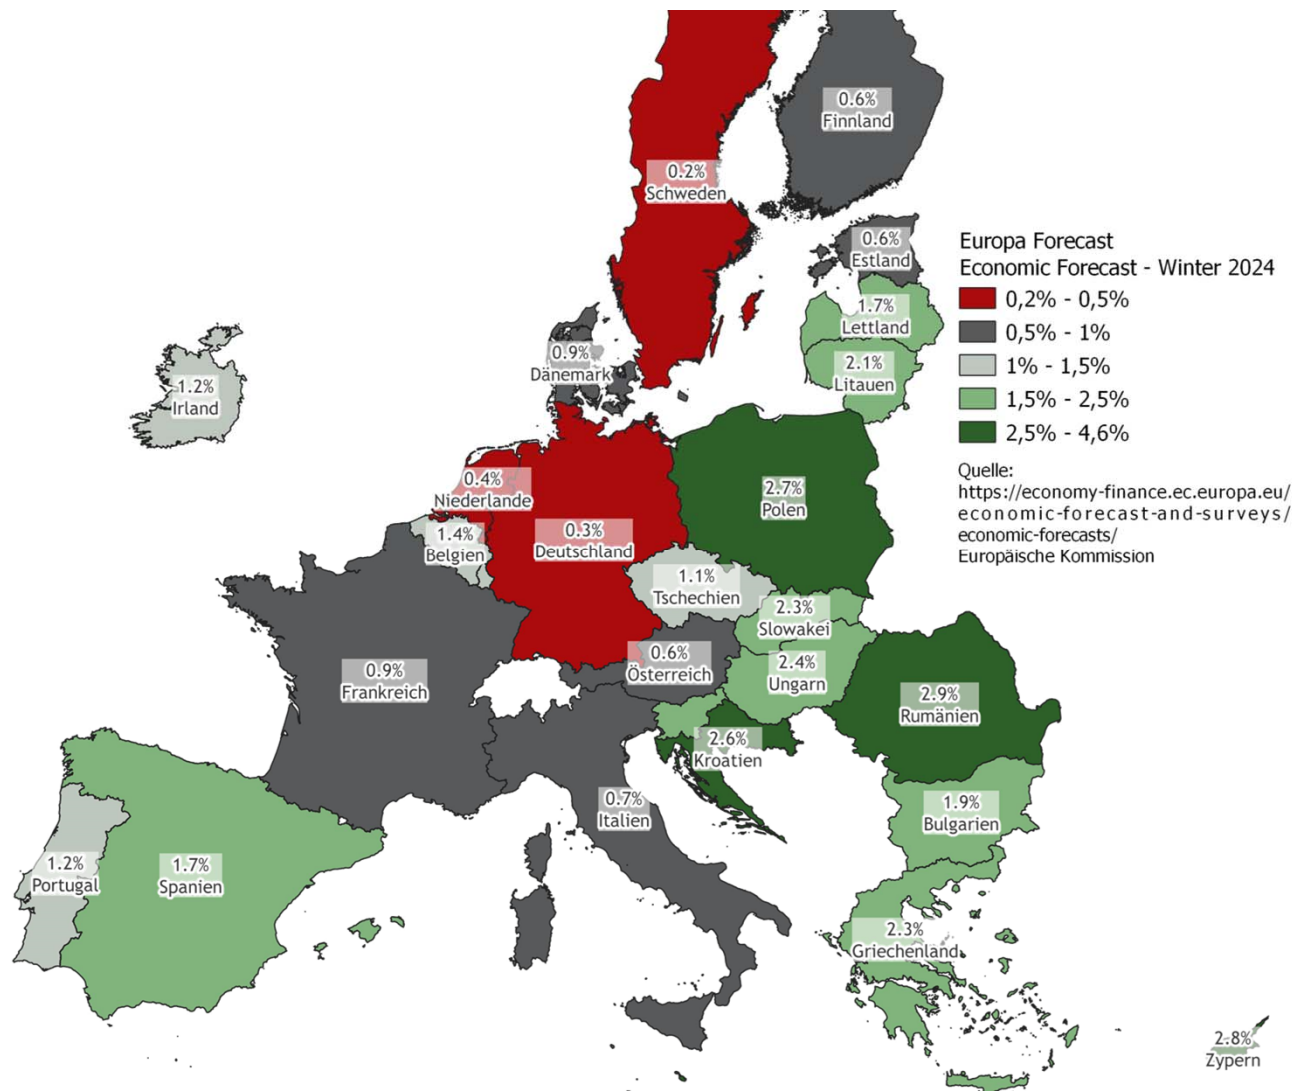 0.6%
Finnland
0.2%
Schweden
0.6%
Estland
Europa Forecast
Economic Forecast - Winter 2024
0,2% - 0,5%
0,5% - 1%
1% - 1,5%
1,5% - 2,5%
2,5% - 4,6%
Quelle:
https://economy-finance.ec.europa.eu/
economic-forecast-and-surveys/
economic-forecasts/
Europäische Kommission
1.7%
Lettland
2.1%
Litauen
0.9%
Dänemark
1.2%
Irland
0.4%
Niederlande
2.7%
Polen
1.4%
Belgien
0.3%
Deutschland
1.1%
Tschechien
2.3%
Slowakei
0.6%
Österreich
2.4%
Ungarn
0.9%
Frankreich
2.9%
Rumänien
2.6%
Kroatien
0.7%
Italien
1.9%
Bulgarien
1.2%
Portugal
1.7%
Spanien
2.3%
Griechenland
2.8%
Zypern